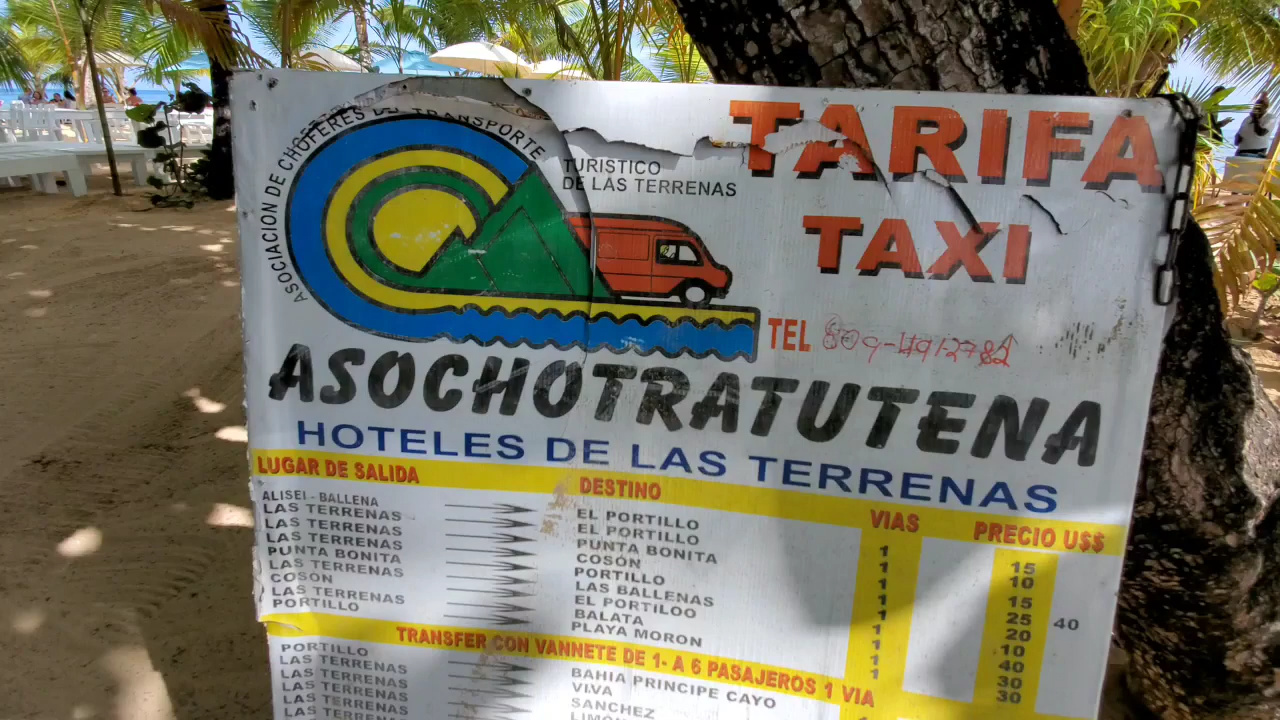 ASOCIACION DE CHOFERES DE TRANSPORTE
TURISTICO
DE LAS TERRENAS
TARIFA
TAXI
TEL 809-4912782
ASOCHOTRATUTENA
HOTELES DE LAS TERRENAS
LUGAR DE SALIDA DESTINO VIAS PRECIO U$$
ALISEI - BALLENA EL PORTILLO 1 15
LAS TERRENAS EL PORTILLO 1 10
LAS TERRENAS PUNTA BONITA 1 15
LAS TERRENAS COSÓN 1 25 40
PUNTA BONITA PORTILLO 1 20
LAS TERRENAS LAS BALLENAS 1 10
COSON EL PORTILOO 1 40
LAS TERRENAS BALATA 1 30
PORTILLO PLAYA MORON 1 30
TRANSFER CON VANNETE DE 1- A 6 PASAJEROS 1 VIA
PORTILLO BAHIA PRINCIPE CAYO
LAS TERRENAS VIVA
LAS TERRENAS SANCHEZ
LAS TERRENAS LIMÓN
LAS TERRENAS